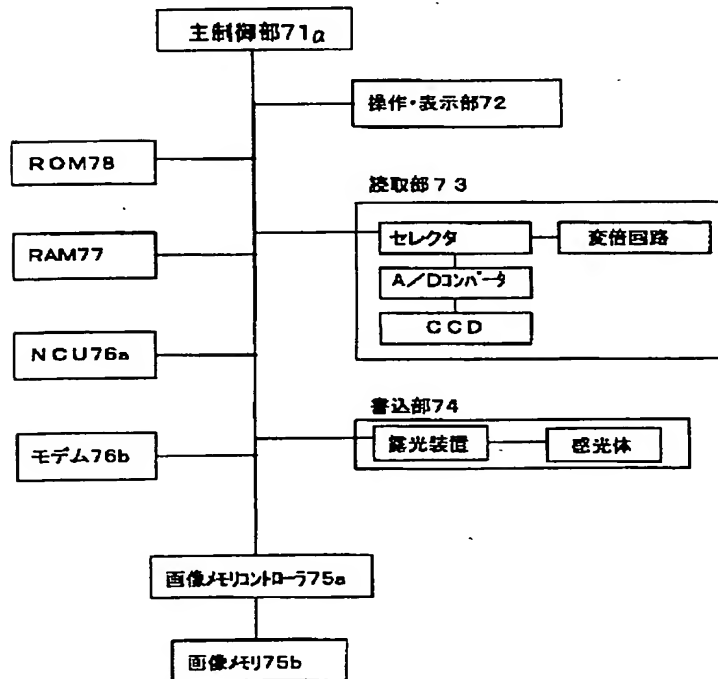 主制御部71a
操作・表示部72
ROM78
読取部73
セレクタ
変倍回路
RAM77
A/Dコンバータ
CCD
NCU76a
書込部74
露光装置
感光体
モデム76b
画像メモリコントローラ75a
画像メモリ75b